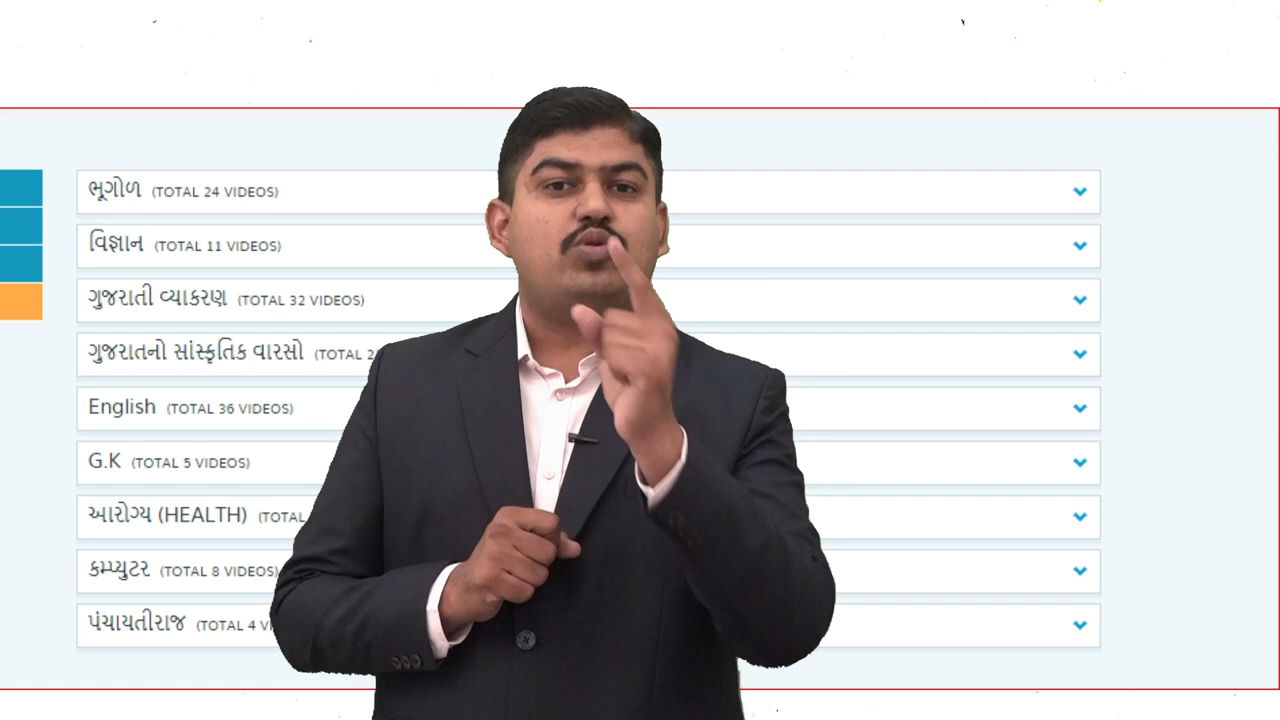 ભૂગોળ (TOTAL 24 VIDEOS)
વિજ્ઞાન (TOTAL 11 VIDEOS)
ગુજરાતી વ્યાકરણ (TOTAL 32 VIDEOS)
ગુજરાતનો સાંસ્કૃતિક વારસો (TOTAL
English (TOTAL 36 VIDEOS)
G.K (TOTAL 5 VIDEOS)
આરોગ્ય (HEALTH) (TOTAL
કમ્પ્યુટર (TOTAL 8 VIDEOS)
પંચાયતીરાજ (TOTAL 4